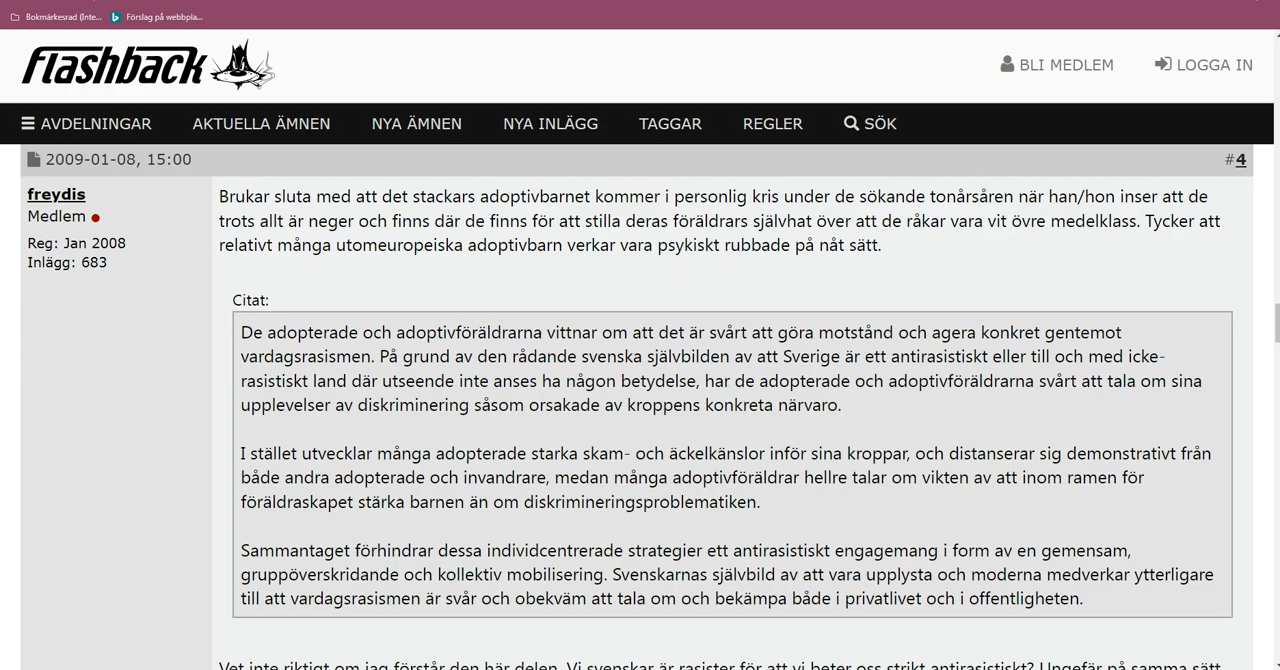 Bokmärkesrad (Inte... Förslag på webbpla...
flashback
BLI MEDLEM LOGGA IN
AVDELNINGAR AKTUELLA ÄMNEN NYA ÄMNEN NYA INLÄGG TAGGAR REGLER SÖK
2009-01-08, 15:00 #4
freydis
Medlem
Reg: Jan 2008
Inlägg: 683
Brukar sluta med att det stackars adoptivbarnet kommer i personlig kris under de sökande tonårsåren när han/hon inser att de
trots allt är neger och finns där de finns för att stilla deras föräldrars självhat över att de råkar vara vit övre medelklass. Tycker att
relativt många utomeuropeiska adoptivbarn verkar vara psykiskt rubbade på nåt sätt.
Citat:
De adopterade och adoptivföräldrarna vittnar om att det är svårt att göra motstånd och agera konkret gentemot
vardagsrasismen. På grund av den rådande svenska självbilden av att Sverige är ett antirasistiskt eller till och med icke-
rasistiskt land där utseende inte anses ha någon betydelse, har de adopterade och adoptivföräldrarna svårt att tala om sina
upplevelser av diskriminering såsom orsakade av kroppens konkreta närvaro.
I stället utvecklar många adopterade starka skam- och äckelkänslor inför sina kroppar, och distanserar sig demonstrativt från
både andra adopterade och invandrare, medan många adoptivföräldrar hellre talar om vikten av att inom ramen för
föräldraskapet stärka barnen än om diskrimineringsproblematiken.
Sammantaget förhindrar dessa individcentrerade strategier ett antirasistiskt engagemang i form av en gemensam,
gruppöverskridande och kollektiv mobilisering. Svenskarnas självbild av att vara upplysta och moderna medverkar ytterligare
till att vardagsrasismen är svår och obekväm att tala om och bekämpa både i privatlivet och i offentligheten.
Vet inte riktigt om jag förstår den här delen. Vi svenskar är rasister för att vi beter oss strikt antirasistiskt? Ungefär på samma sätt